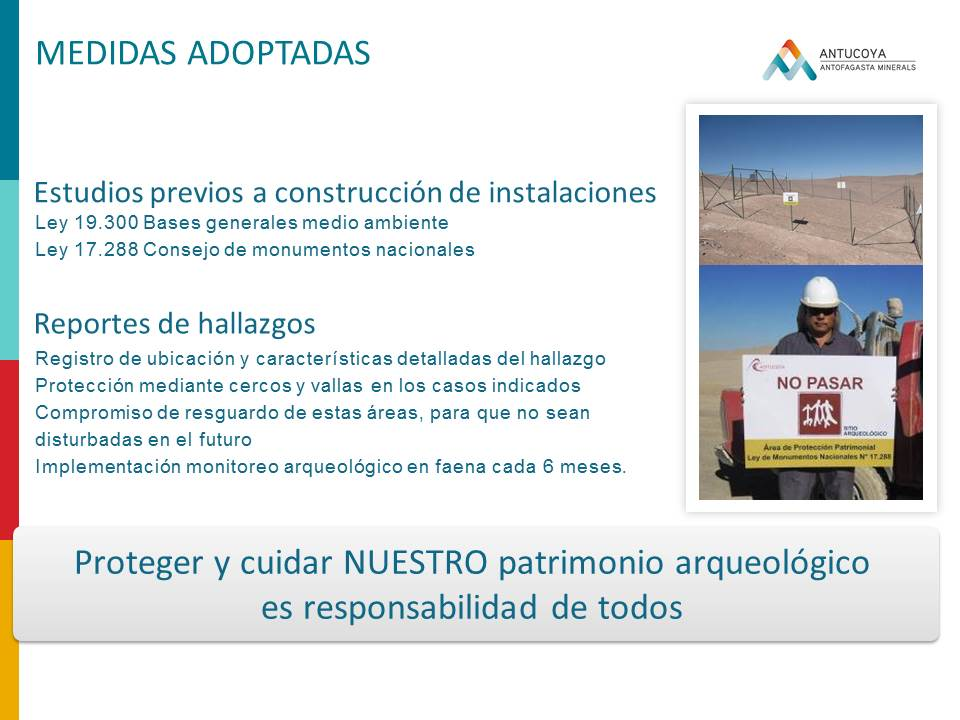 MEDIDAS ADOPTADAS
ANTUCOYA
ANTOFAGASTA MINERALS
Estudios previos a construcción de instalaciones
Ley 19.300 Bases generales medio ambiente
Ley 17.288 Consejo de monumentos nacionales
Reportes de hallazgos
Registro de ubicación y características detalladas del hallazgo
Protección mediante cercos y vallas en los casos indicados
Compromiso de resguardo de estas áreas, para que no sean
disturbadas en el futuro
Implementación monitoreo arqueológico en faena cada 6 meses.
ANTUCOYA
NO PASAR
SITIO
ARQUEOLÓGICO
Área de Protección Patrimonial
Ley de Monumentos Nacionales N° 17.288
Proteger y cuidar NUESTRO patrimonio arqueológico
es responsabilidad de todos